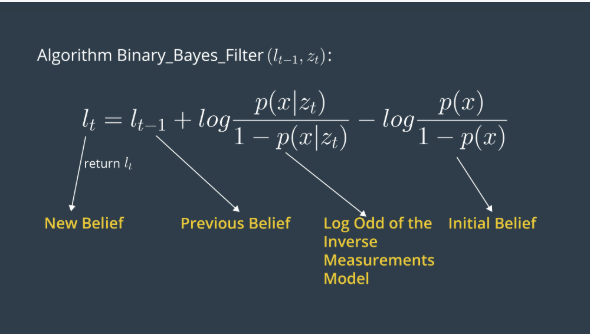 Algorithm Binary_Bayes_Filter (l_{t−1}, z_t):
l_t = l_{t−1} + log \frac{p(x|z_t)}{1 − p(x|z_t)} − log \frac{p(x)}{1 − p(x)}
return l_t
New Belief
Previous Belief
Log Odd of the
Inverse
Measurements
Model
Initial Belief